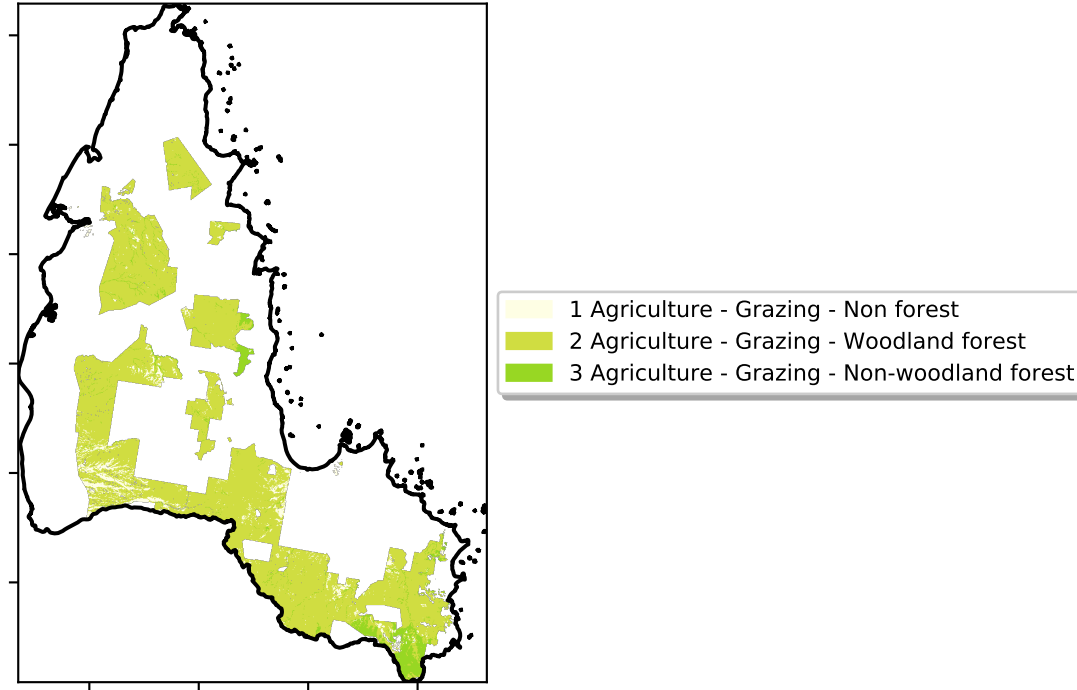 1 Agriculture - Grazing - Non forest
2 Agriculture - Grazing - Woodland forest
3 Agriculture - Grazing - Non-woodland forest